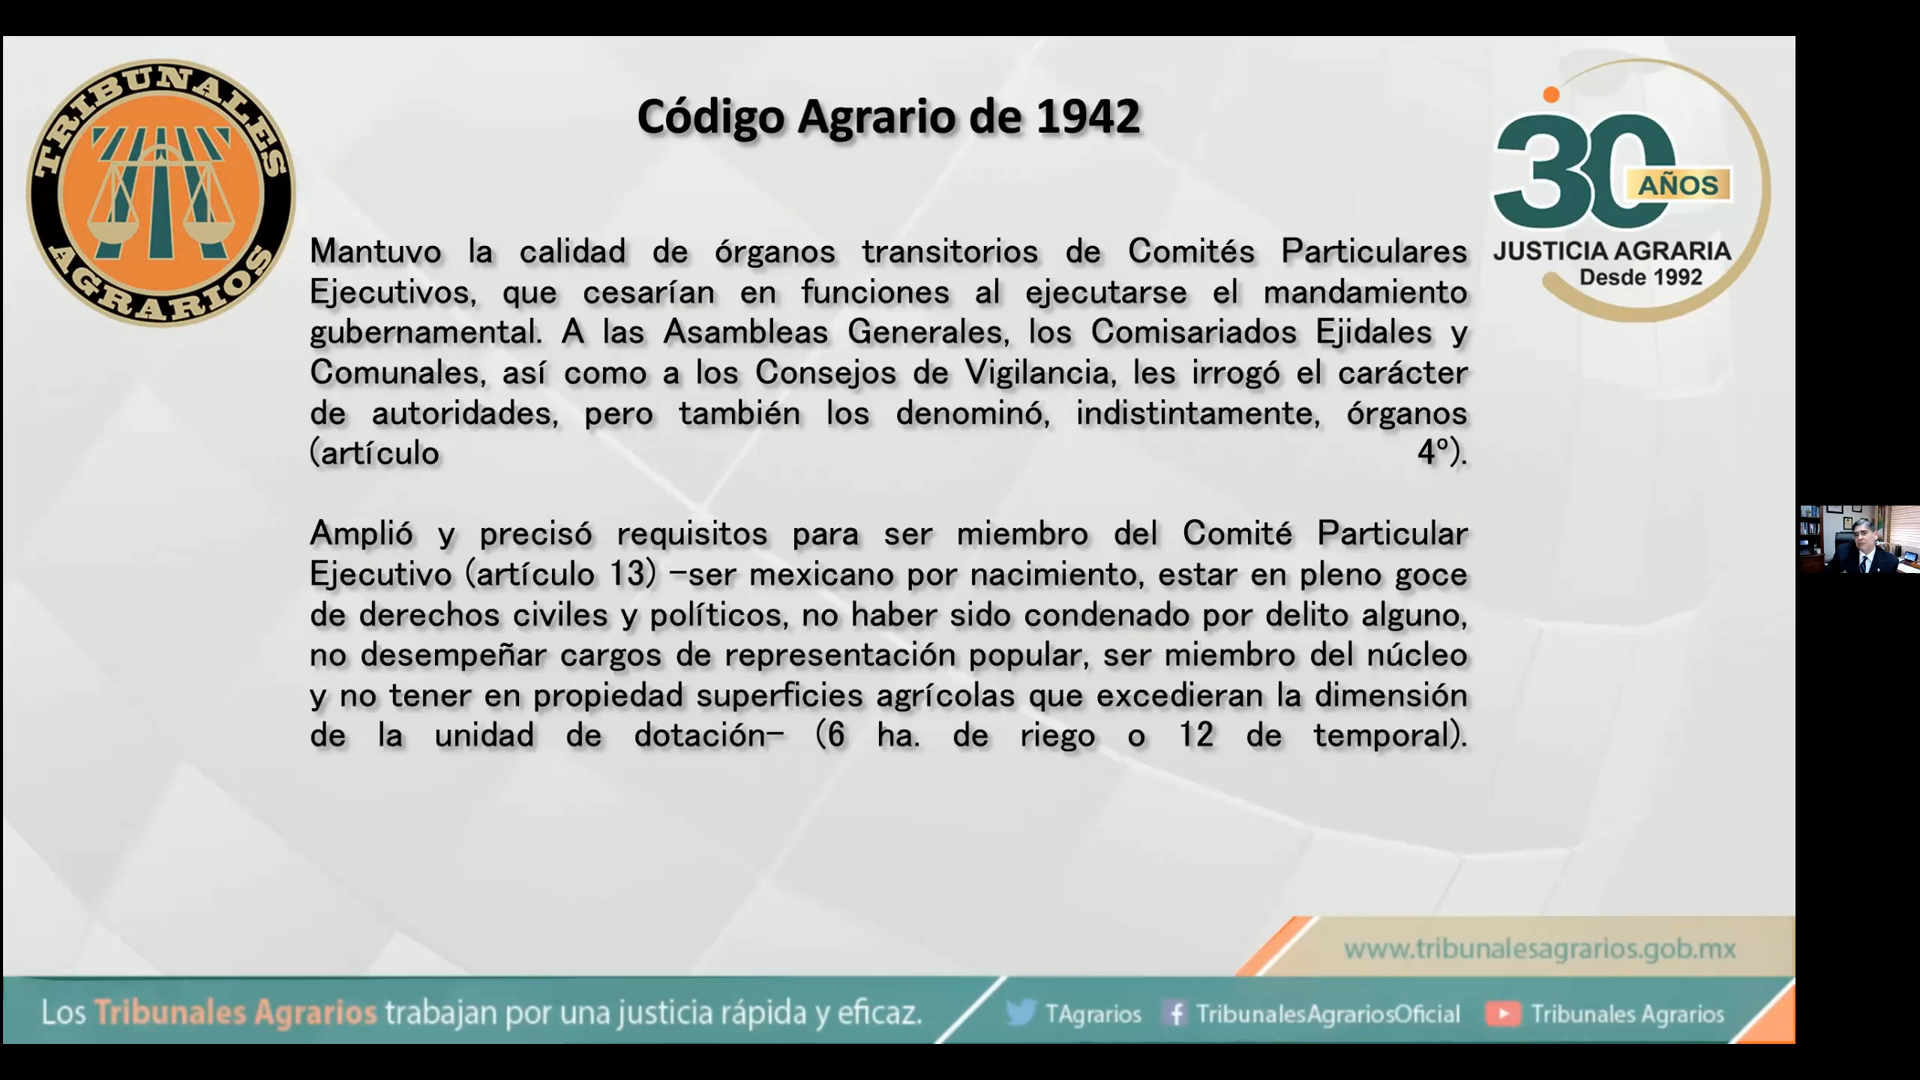 TRIBUNALES
AGRARIOS
Código Agrario de 1942
30
AÑOS
JUSTICIA AGRARIA
Desde 1992
Mantuvo la calidad de órganos transitorios de Comités Particulares
Ejecutivos, que cesarían en funciones al ejecutarse el mandamiento
gubernamental. A las Asambleas Generales, los Comisariados Ejidales y
Comunales, así como a los Consejos de Vigilancia, les irrogó el carácter
de autoridades, pero también los denominó, indistintamente, órganos
(artículo 4º).
Amplió y precisó requisitos para ser miembro del Comité Particular
Ejecutivo (artículo 13) –ser mexicano por nacimiento, estar en pleno goce
de derechos civiles y políticos, no haber sido condenado por delito alguno,
no desempeñar cargos de representación popular, ser miembro del núcleo
y no tener en propiedad superficies agrícolas que excedieran la dimensión
de la unidad de dotación– (6 ha. de riego o 12 de temporal).
www.tribunalesagrarios.gob.mx
Los Tribunales Agrarios trabajan por una justicia rápida y eficaz.
TAgrarios TribunalesAgrariosOficial Tribunales Agrarios